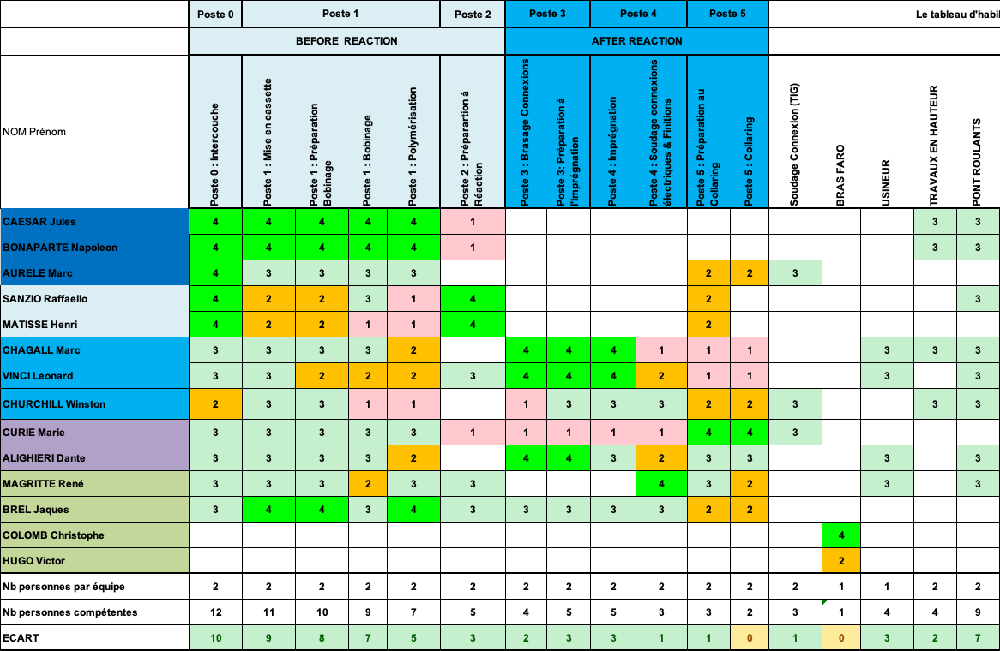 Poste 0 Poste 1 Poste 2 Poste 3 Poste 4 Poste 5 Le tableau d'habil
BEFORE REACTION AFTER REACTION
NOM Prénom
Poste 0 : Intercouche
Poste 1 : Mise en cassette
Poste 1 : Préparation
Bobinage
Poste 1 : Bobinage
Poste 1 : Polymérisation
Poste 2 : Préparartion à
Réaction
Poste 3 : Brasage Connexions
Poste 3: Préparation à
l'Imprégnation
Poste 4 : Imprégnation
Poste 4 : Soudage connexions
électriques & Finitions
Poste 5 : Préparation au
Collaring
Poste 5 : Collaring
Soudage Connexion (TIG)
BRAS FARO
USINEUR
TRAVAUX EN HAUTEUR
PONT ROULANTS
CAESAR Jules 4 4 4 4 4 1 3 3
BONAPARTE Napoleon 4 4 4 4 4 1 3 3
AURELE Marc 4 3 3 3 3 2 2 3
SANZIO Raffaello 4 2 2 3 1 4 2 3
MATISSE Henri 4 2 2 1 1 4 2
CHAGALL Marc 3 3 3 3 2 4 4 4 1 1 1 3 3 3
VINCI Leonard 3 3 2 2 2 3 4 4 4 2 1 1 3 3
CHURCHILL Winston 2 3 3 1 1 1 3 3 3 2 2 3 3 3
CURIE Marie 3 3 3 3 3 1 1 1 1 1 4 4 3
ALIGHIERI Dante 3 3 3 3 2 4 4 3 2 3 3 3 3
MAGRITTE René 3 3 3 2 3 3 4 3 2 3 3
BREL Jaques 3 4 4 3 4 3 3 3 3 3 2 2
COLOMB Christophe 4
HUGO Victor 2
Nb personnes par équipe 2 2 2 2 2 2 2 2 2 2 2 2 2 1 1 2 2
Nb personnes compétentes 12 11 10 9 7 5 4 5 5 3 3 2 3 1 4 4 9
ECART 10 9 8 7 5 3 2 3 3 1 1 0 1 0 3 2 7